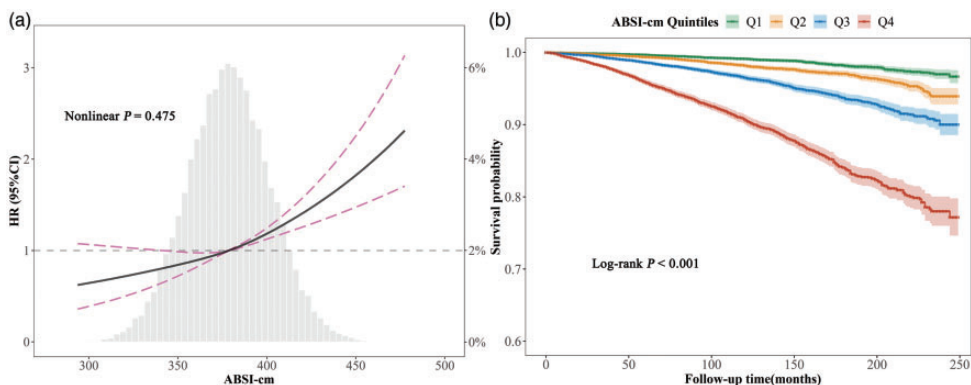 (a)
3
2
1
0
HR (95%CI)
Nonlinear P = 0.475
6%
4%
2%
0%
300
350
400
450
500
ABSI-cm
(b)
ABSI-cm Quintiles Q1 Q2 Q3 Q4
1.0
0.9
0.8
0.7
0.6
Survival probability
Log-rank P < 0.001
0
50
100
150
200
250
Follow-up time(months)